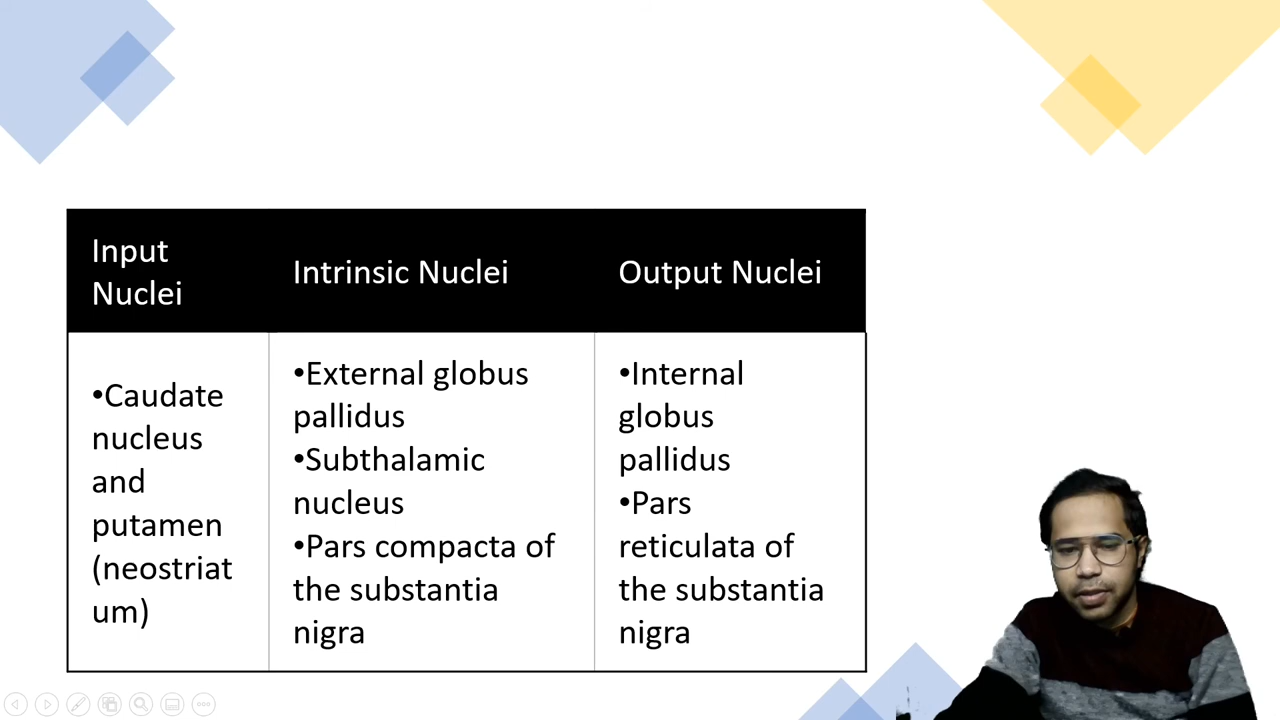 Input
Nuclei
Intrinsic Nuclei
Output Nuclei
•Caudate
nucleus
and
putamen
(neostriat
um)
•External globus
pallidus
•Subthalamic
nucleus
•Pars compacta of
the substantia
nigra
•Internal
globus
pallidus
•Pars
reticulata of
the substantia
nigra